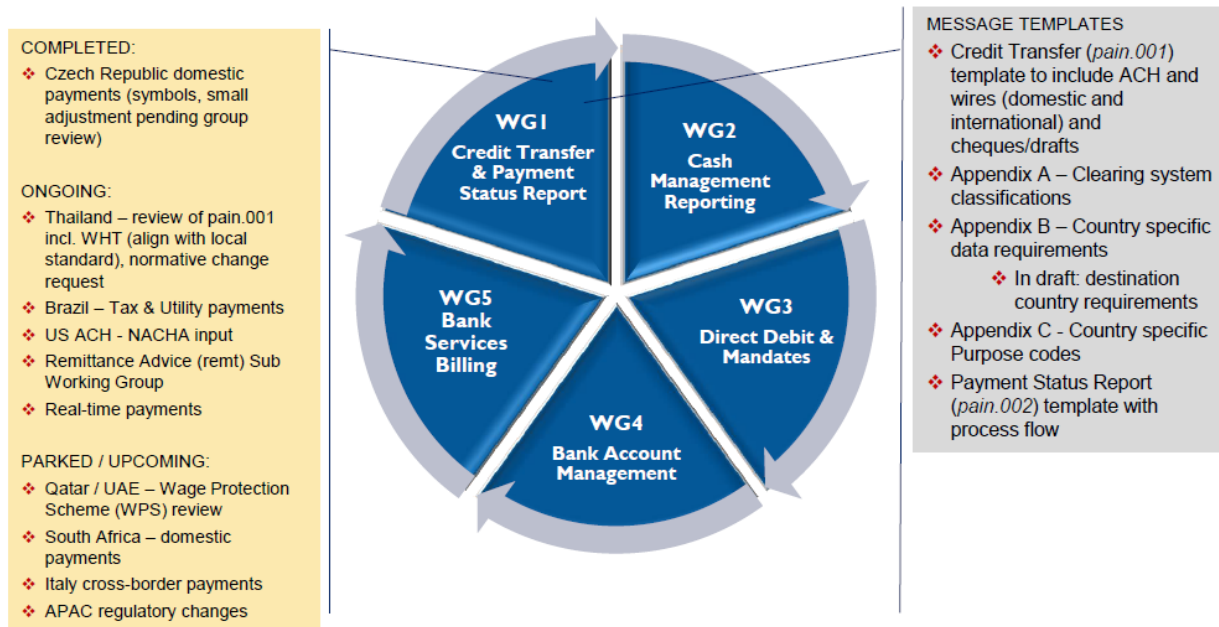 COMPLETED:
❖ Czech Republic domestic
payments (symbols, small
adjustment pending group
review)
ONGOING:
❖ Thailand – review of pain.001
incl. WHT (align with local
standard), normative change
request
❖ Brazil – Tax & Utility payments
❖ US ACH - NACHA input
❖ Remittance Advice (remt) Sub
Working Group
❖ Real-time payments
PARKED / UPCOMING:
❖ Qatar / UAE – Wage Protection
Scheme (WPS) review
❖ South Africa – domestic
payments
❖ Italy cross-border payments
❖ APAC regulatory changes
WG1
Credit Transfer
& Payment
Status Report
WG2
Cash
Management
Reporting
WG3
Direct Debit &
Mandates
WG4
Bank Account
Management
WG5
Bank
Services
Billing
MESSAGE TEMPLATES
❖ Credit Transfer (pain.001)
template to include ACH and
wires (domestic and
international) and
cheques/drafts
❖ Appendix A – Clearing system
classifications
❖ Appendix B – Country specific
data requirements
❖ In draft: destination
country requirements
❖ Appendix C - Country specific
Purpose codes
❖ Payment Status Report
(pain.002) template with
process flow